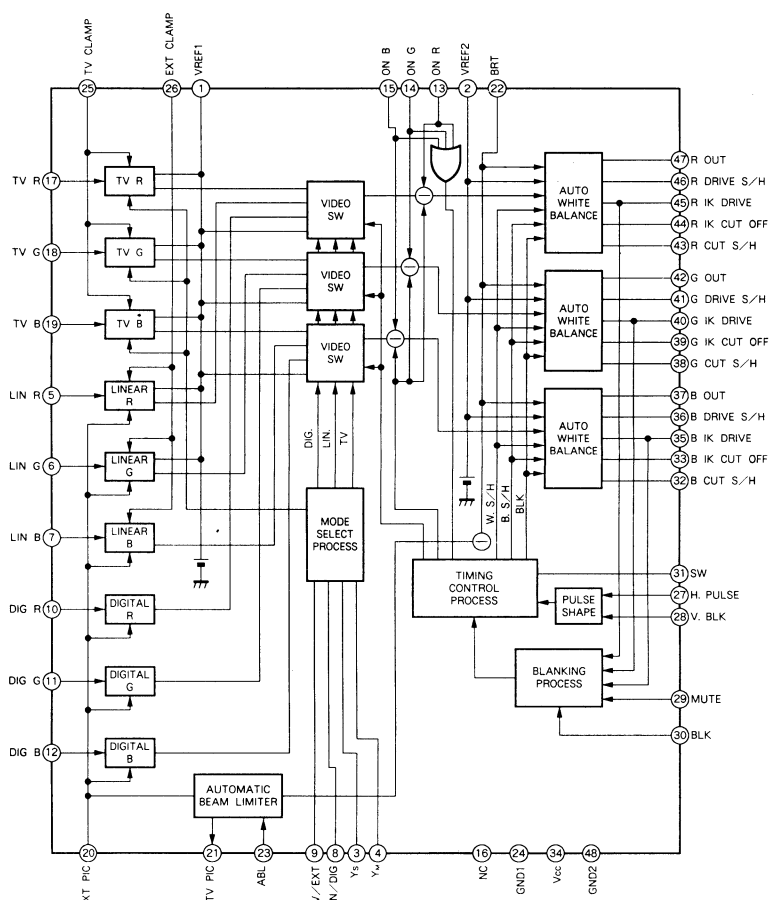 TV CLAMP
EXT CLAMP
VREF1
ON B
ON G
ON R
VREF2
BRT
25
26
1
15
14
13
2
22
TV R 17
TV R
TV G 18
TV G
TV B 19
TV B
LIN R 5
LINEAR
R
LIN G 6
LINEAR
G
LIN B 7
LINEAR
B
DIG R 10
DIGITAL
R
DIG G 11
DIGITAL
G
DIG B 12
DIGITAL
B
VIDEO
SW
VIDEO
SW
VIDEO
SW
DIG.
LIN.
TV
MODE
SELECT
PROCESS
AUTOMATIC
BEAM LIMITER
W. S/H
B. S/H
BLK
TIMING
CONTROL
PROCESS
PULSE
SHAPE
BLANKING
PROCESS
AUTO
WHITE
BALANCE
AUTO
WHITE
BALANCE
AUTO
WHITE
BALANCE
47 R OUT
46 R DRIVE S/H
45 R IK DRIVE
44 R IK CUT OFF
43 R CUT S/H
42 G OUT
41 G DRIVE S/H
40 G IK DRIVE
39 G IK CUT OFF
38 G CUT S/H
37 B OUT
36 B DRIVE S/H
35 B IK DRIVE
33 B IK CUT OFF
32 B CUT S/H
31 SW
27 H. PULSE
28 V. BLK
29 MUTE
30 BLK
20
21
23
9
8
3
4
16
24
34
48
XT PIC
TV PIC
ABL
V/EXT
N/DIG
Ys
YM
NC
GND1
Vcc
GND2